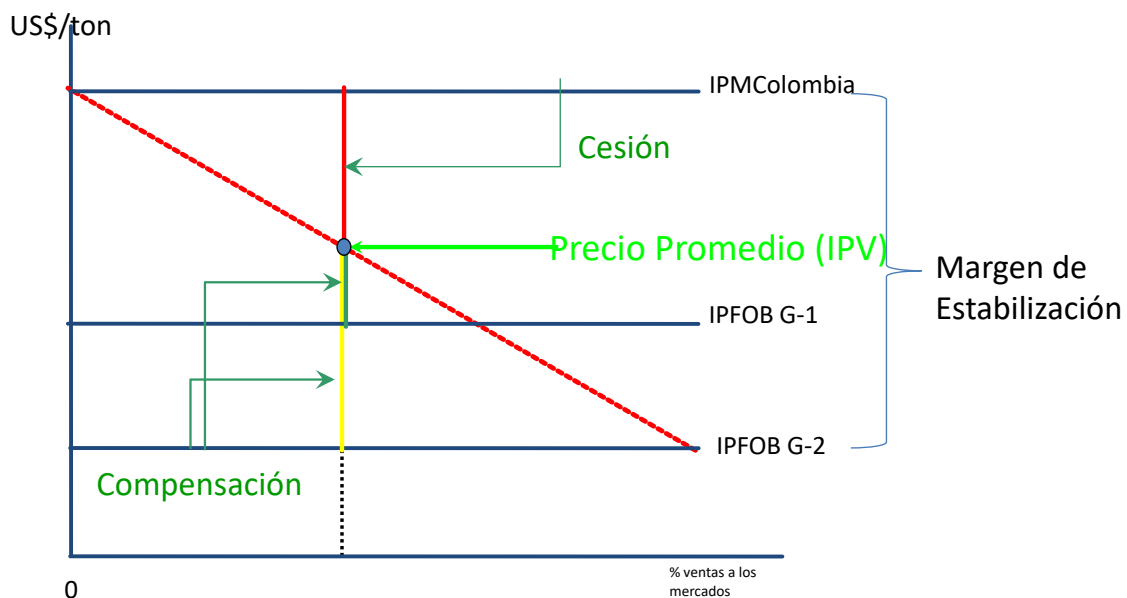 US$/ton
IPMColombia
Cesión
Precio Promedio (IPV)
Margen de
Estabilización
IPFOB G-1
IPFOB G-2
Compensación
0
% ventas a los
mercados